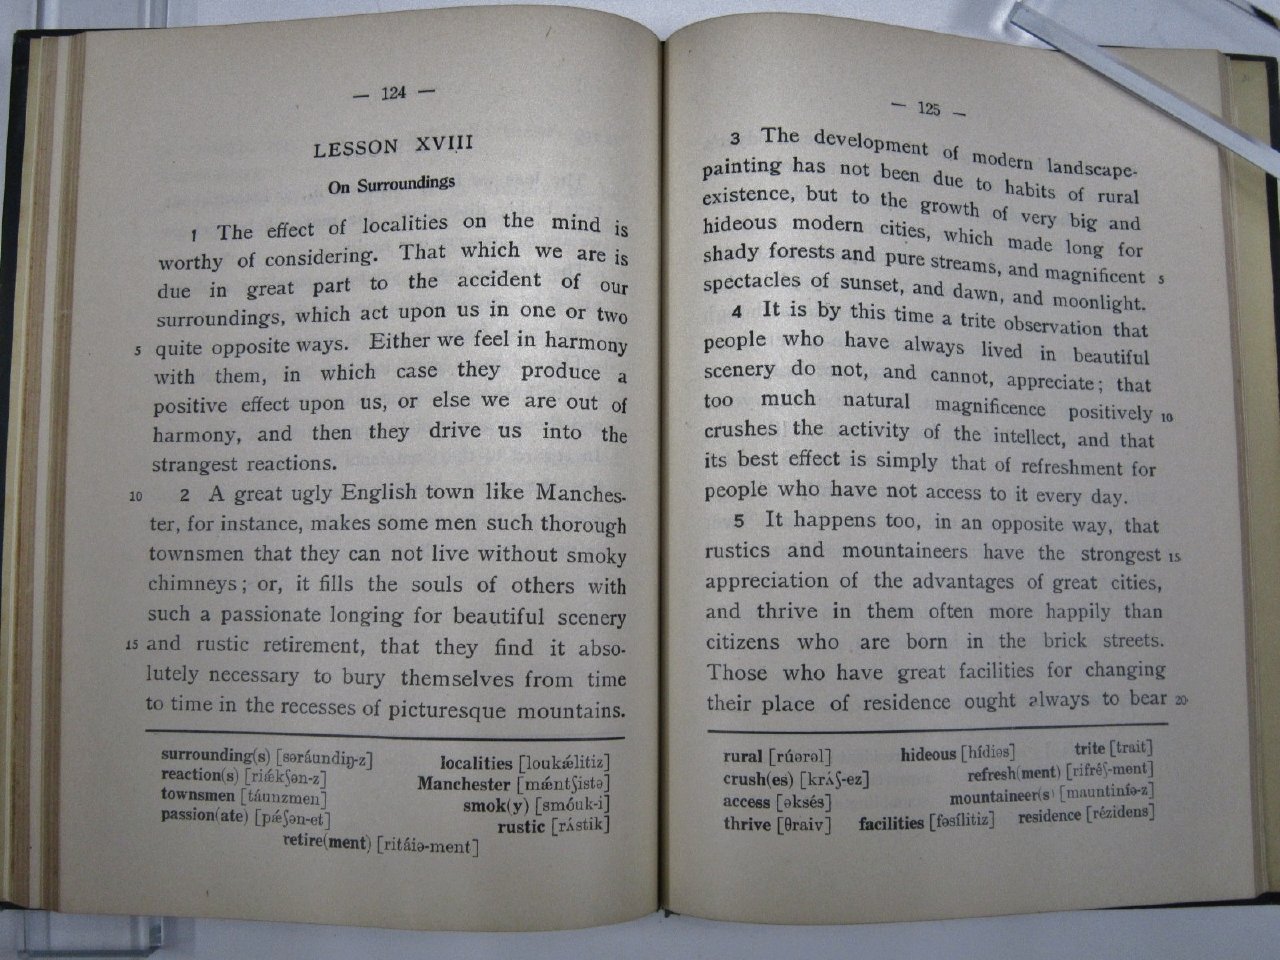 — 124 —
LESSON XVIII
On Surroundings
1 The effect of localities on the mind is
worthy of considering. That which we are is
due in great part to the accident of our
surroundings, which act upon us in one or two
5 quite opposite ways. Either we feel in harmony
with them, in which case they produce a
positive effect upon us, or else we are out of
harmony, and then they drive us into the
strangest reactions.
10 2 A great ugly English town like Manches-
ter, for instance, makes some men such thorough
townsmen that they can not live without smoky
chimneys; or, it fills the souls of others with
such a passionate longing for beautiful scenery
15 and rustic retirement, that they find it abso-
lutely necessary to bury themselves from time
to time in the recesses of picturesque mountains.
surrounding(s) [səráundiŋ-z] localities [loukǽlitiz]
reaction(s) [riǽkʃən-z] Manchester [mǽntʃistə]
townsmen [táunzmen] smok(y) [smóuk-i]
passion(ate) [pǽʃən-et] rustic [rʌ́stik]
retire(ment) [ritáiə-ment]
— 125 —
3 The development of modern landscape-
painting has not been due to habits of rural
existence, but to the growth of very big and
hideous modern cities, which made long for
shady forests and pure streams, and magnificent 5
spectacles of sunset, and dawn, and moonlight.
4 It is by this time a trite observation that
people who have always lived in beautiful
scenery do not, and cannot, appreciate; that
too much natural magnificence positively 10
crushes the activity of the intellect, and that
its best effect is simply that of refreshment for
people who have not access to it every day.
5 It happens too, in an opposite way, that
rustics and mountaineers have the strongest 15
appreciation of the advantages of great cities,
and thrive in them often more happily than
citizens who are born in the brick streets.
Those who have great facilities for changing
their place of residence ought always to bear 20
rural [rúərəl] hideous [hídiəs] trite [trait]
crush(es) [krʌ́ʃ-ez] refresh(ment) [rifréʃ-ment]
access [əksés] mountaineer(s) [mauntiníə-z]
thrive [θraiv] facilities [fəsílitiz] residence [rézidens]